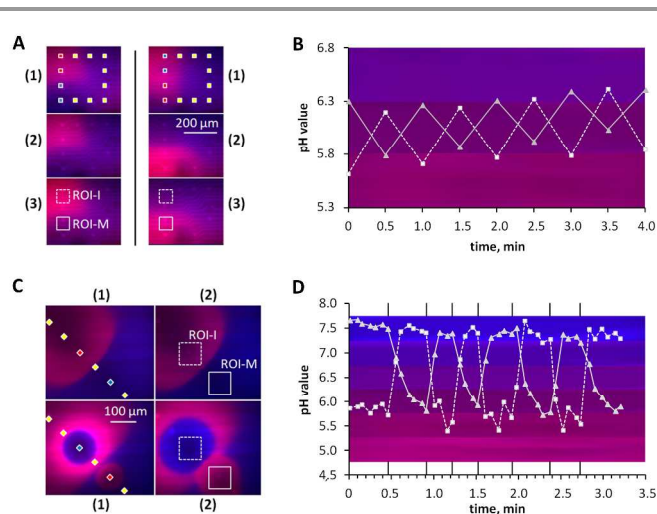 A
(1)
(1)
(2)
200 µm
(2)
(3)
ROI-I
ROI-M
(3)
B
6.8
6.3
5.8
5.3
pH value
0 0.5 1.0 1.5 2.0 2.5 3.0 3.5 4.0
time, min
C
(1) (2)
ROI-I
ROI-M
100 µm
(1) (2)
D
8.0
7.5
7.0
6.5
6.0
5.5
5.0
4,5
pH value
0 0.5 1.0 1.5 2.0 2.5 3.0 3.5
time, min